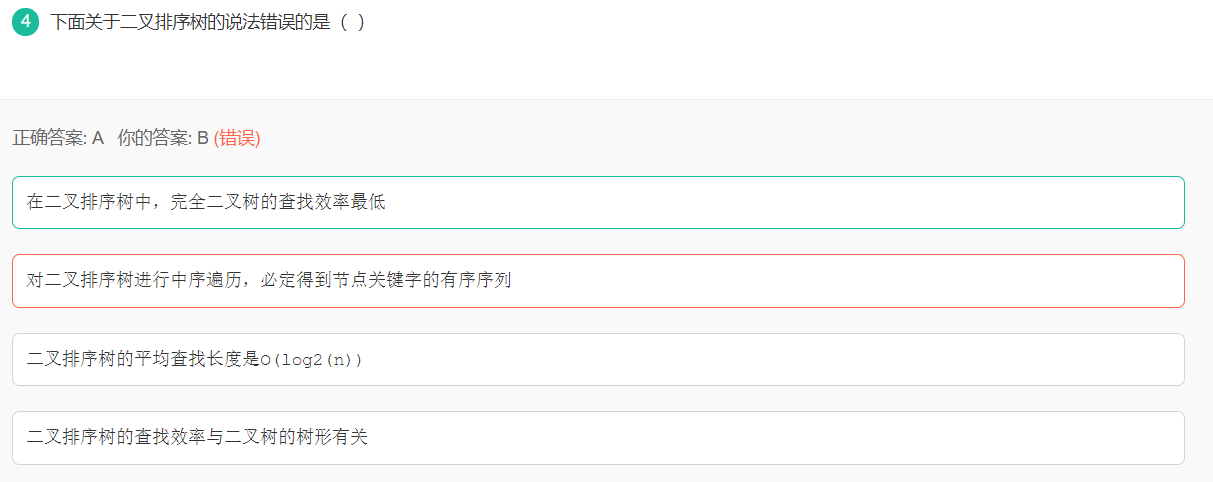 4 下面关于二叉排序树的说法错误的是（ ）
正确答案: A 你的答案: B (错误)
在二叉排序树中，完全二叉树的查找效率最低
对二叉排序树进行中序遍历，必定得到节点关键字的有序序列
二叉排序树的平均查找长度是O(log2(n))
二叉排序树的查找效率与二叉树的树形有关